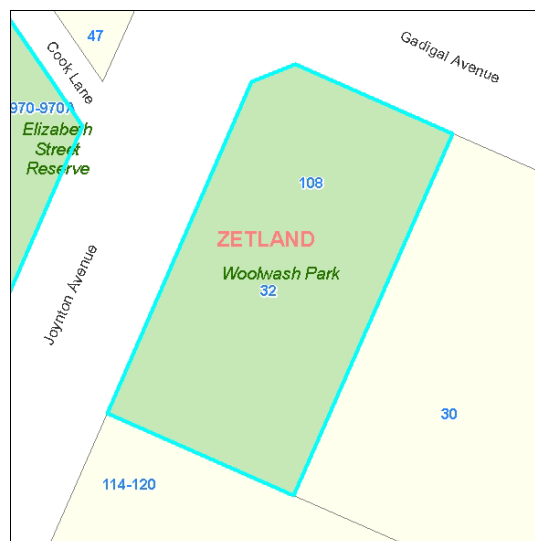 47
Gadigal Avenue
Cook Lane
970-970A
Elizabeth
Street
Reserve
108
ZETLAND
Woolwash Park
32
Joynton Avenue
30
114-120